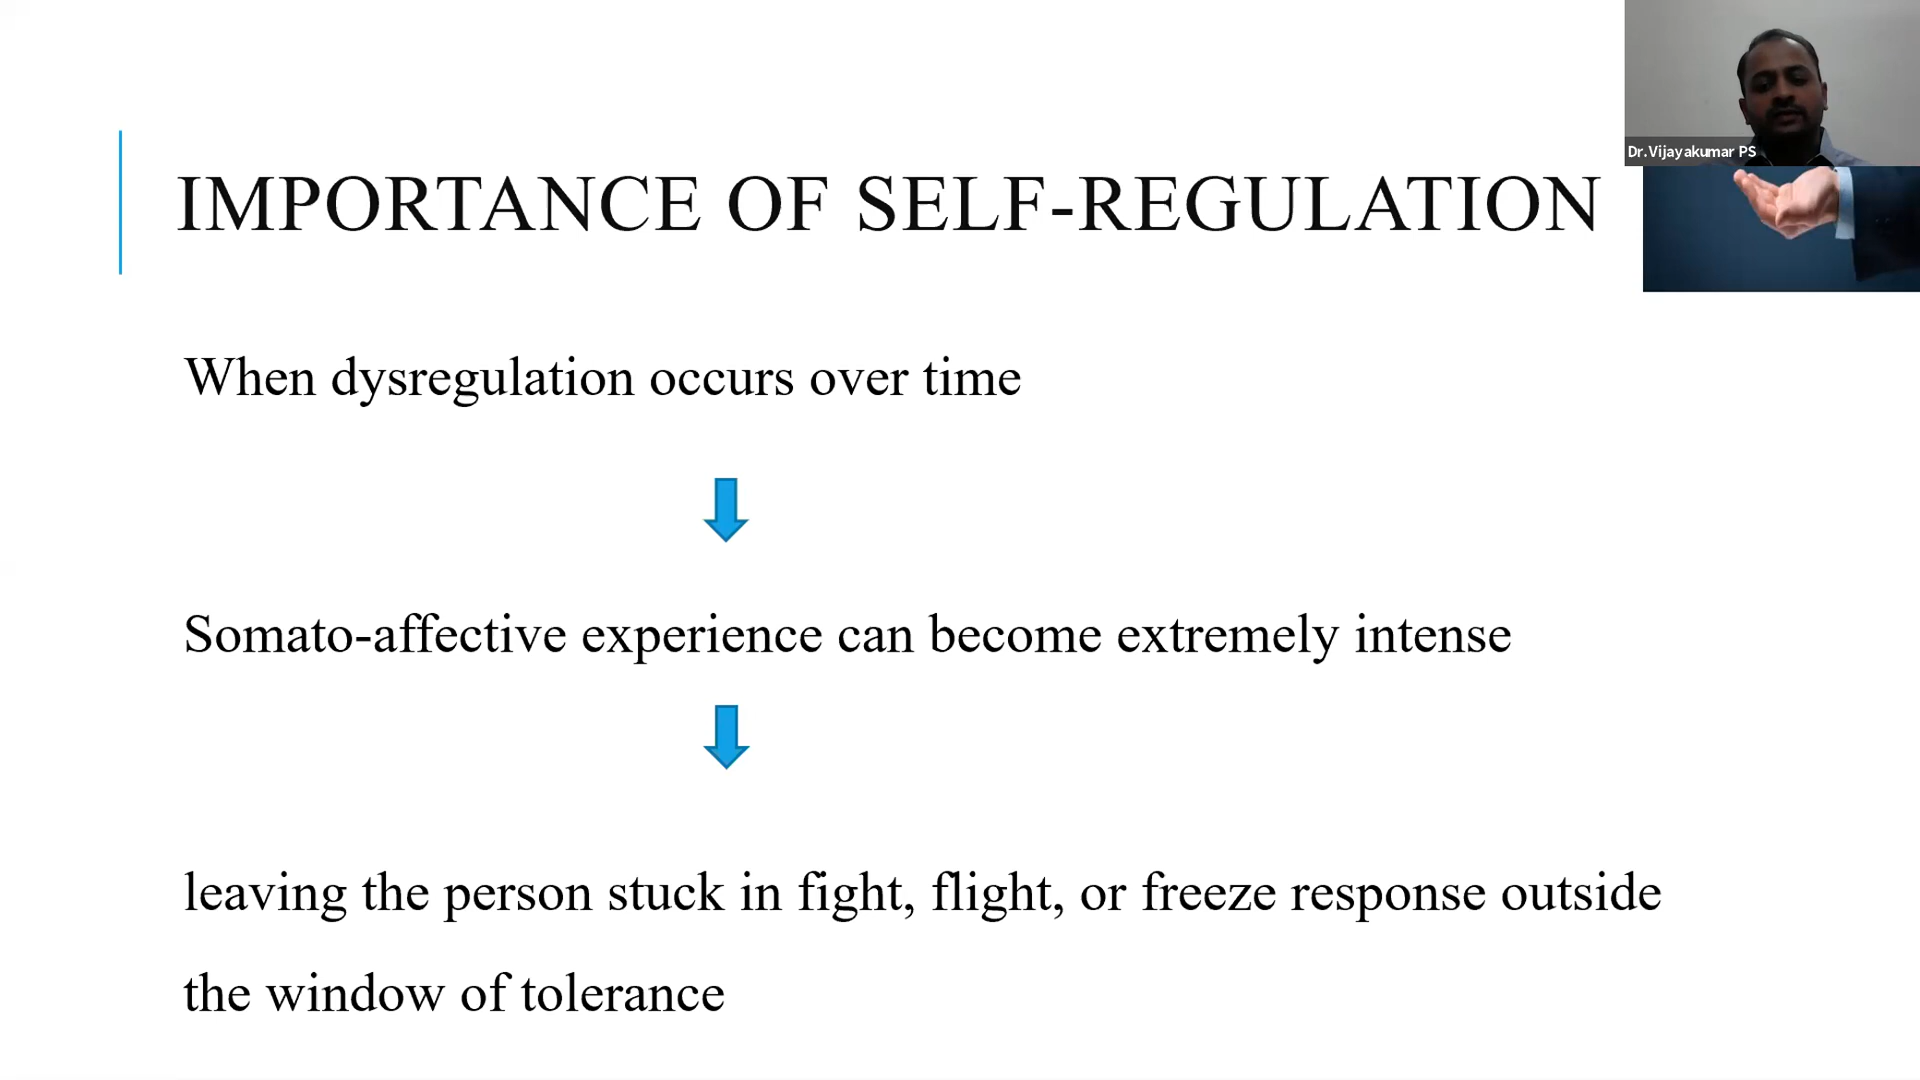 Dr.Vijayakumar PS
IMPORTANCE OF SELF-REGULATION
When dysregulation occurs over time
Somato-affective experience can become extremely intense
leaving the person stuck in fight, flight, or freeze response outside
the window of tolerance